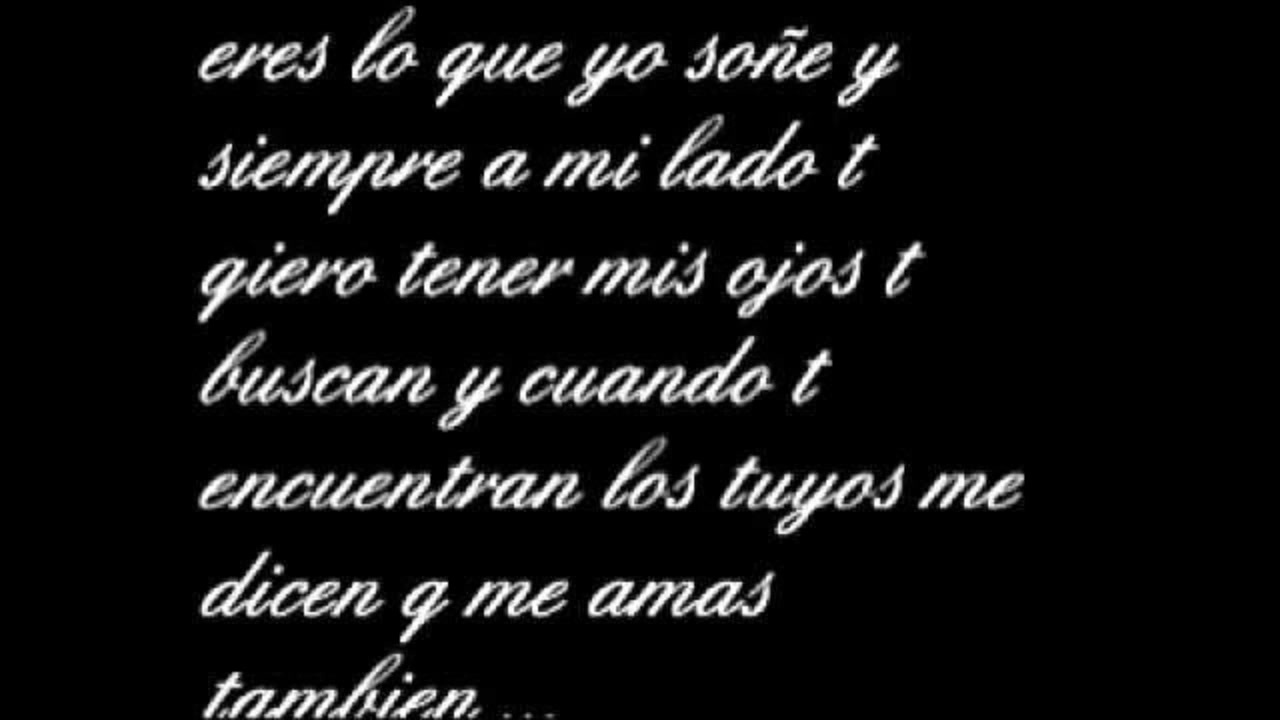 eres lo que yo soñe y
siempre a mi lado t
qiero tener mis ojos t
buscan y cuando t
encuentran los tuyos me
dicen q me amas
tambien ...